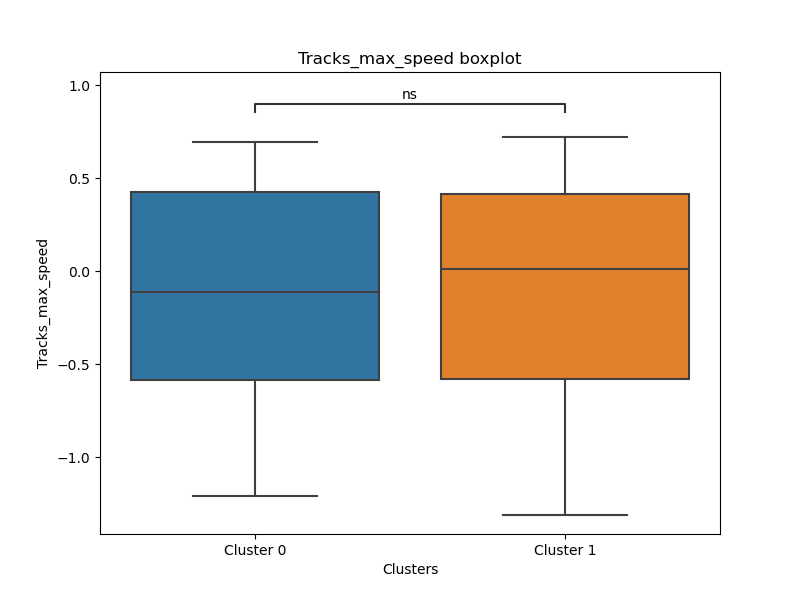 Tracks_max_speed boxplot
1.0
ns
0.5
0.0
−0.5
−1.0
Tracks_max_speed
Cluster 0
Cluster 1
Clusters